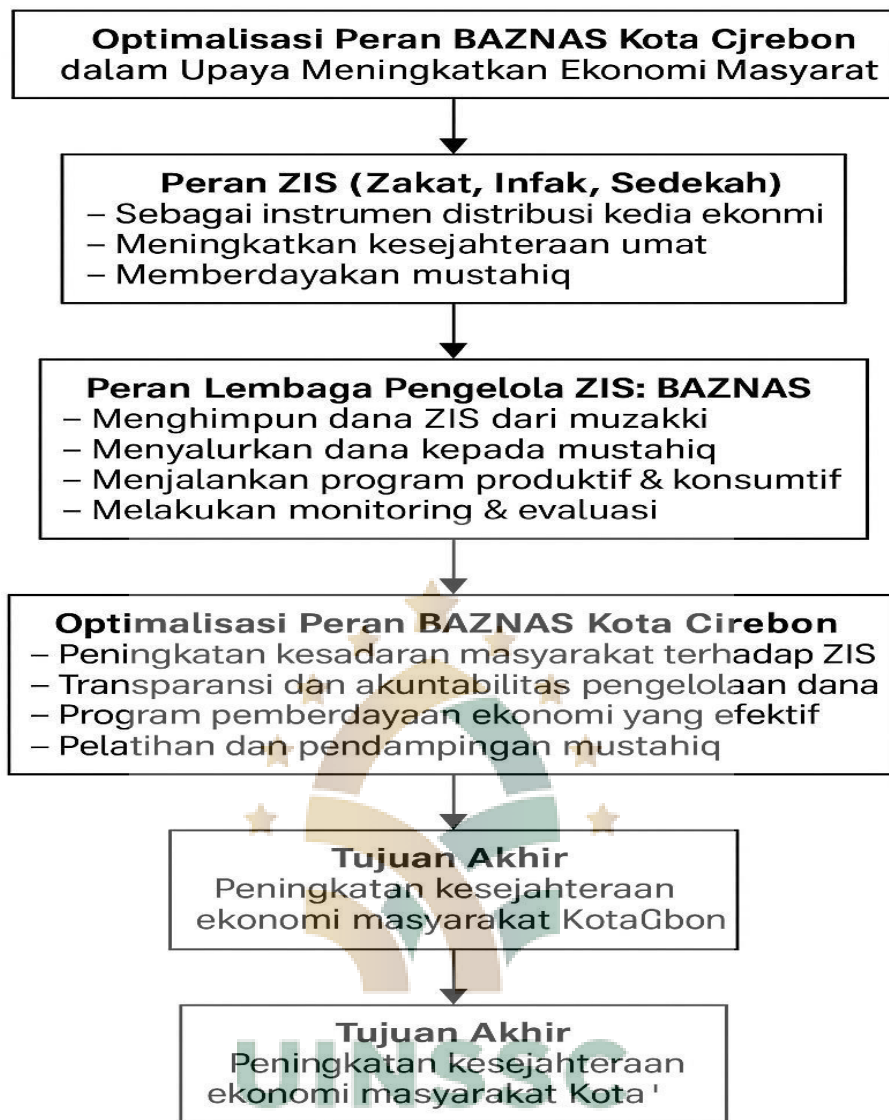 Optimalisasi Peran BAZNAS Kota Cjrebon
dalam Upaya Meningkatkan Ekonomi Masyarat
Peran ZIS (Zakat, Infak, Sedekah)
– Sebagai instrumen distribusi kedia ekonmi
– Meningkatkan kesejahteraan umat
– Memberdayakan mustahiq
Peran Lembaga Pengelola ZIS: BAZNAS
– Menghimpun dana ZIS dari muzakki
– Menyalurkan dana kepada mustahiq
– Menjalankan program produktif & konsumtif
– Melakukan monitoring & evaluasi
Optimalisasi Peran BAZNAS Kota Cirebon
– Peningkatan kesadaran masyarakat terhadap ZIS
– Transparansi dan akuntabilitas pengelolaan dana
– Program pemberdayaan ekonomi yang efektif
– Pelatihan dan pendampingan mustahiq
Tujuan Akhir
Peningkatan kesejahteraan
ekonomi masyarakat KotaGbon
Tujuan Akhir
Peningkatan kesejahteraan
ekonomi masyarakat Kota '
UINSSC